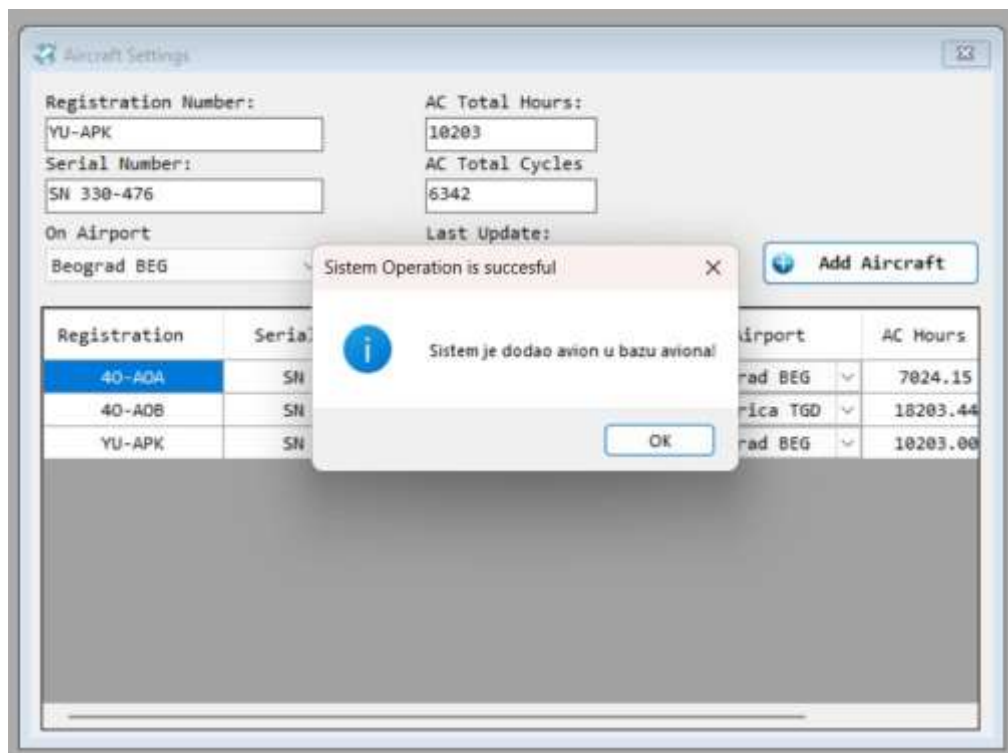 Aircraft Settings
Registration Number:
AC Total Hours:
YU-APK
10203
Serial Number:
AC Total Cycles
SN 330-476
6342
On Airport
Last Update:
Beograd BEG
Sistem Operation is succesful
Add Aircraft
Sistem je dodao avion u bazu aviona!
OK
Registration Serial irport AC Hours
4O-AOA SN rad BEG 7024.15
4O-AOB SN rica TGD 18203.44
YU-APK SN rad BEG 10203.00